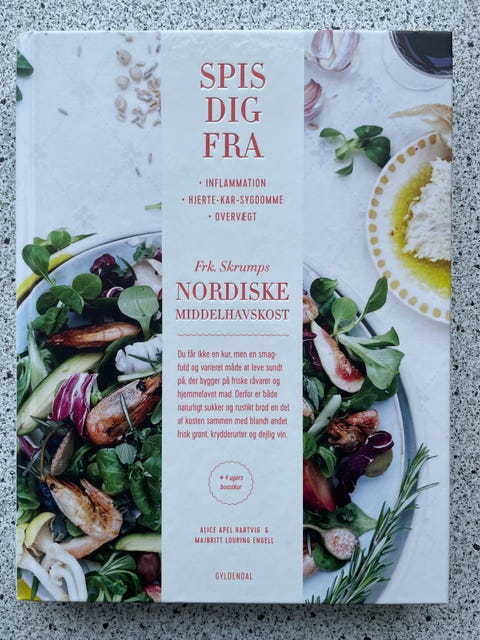 SPIS
DIG
FRA
• INFLAMMATION
• HJERTE-KAR-SYGDOMME
• OVERVÆGT
Frk. Skrumps
NORDISKE
MIDDELHAVSKOST
Du får ikke en kur, men en smag-
fuld og varieret måde at leve sundt
på, der bygger på friske råvarer og
hjemmelavet mad. Derfor er både
naturligt sukker og rustikt brød en del
af kosten sammen med blandt andet
frisk grønt, krydderurter og dejlig vin.
+ 4 ugers
boostkur
ALICE APEL HARTVIG &
MAIBRITT LOURING ENGELL
GYLDENDAL